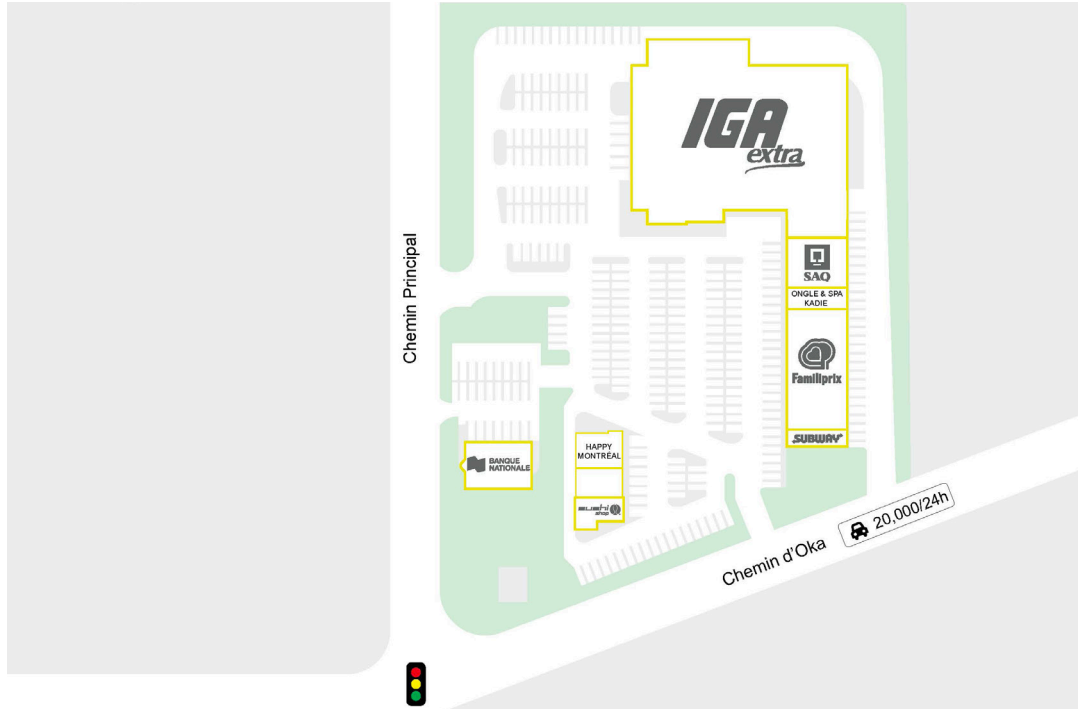 IGA
extra
SAQ
ONGLE & SPA
KADIE
Familiprix
SUBWAY
Chemin Principal
BANQUE
NATIONALE
HAPPY
MONTRÉAL
sushi
shop
Chemin d'Oka
20,000/24h